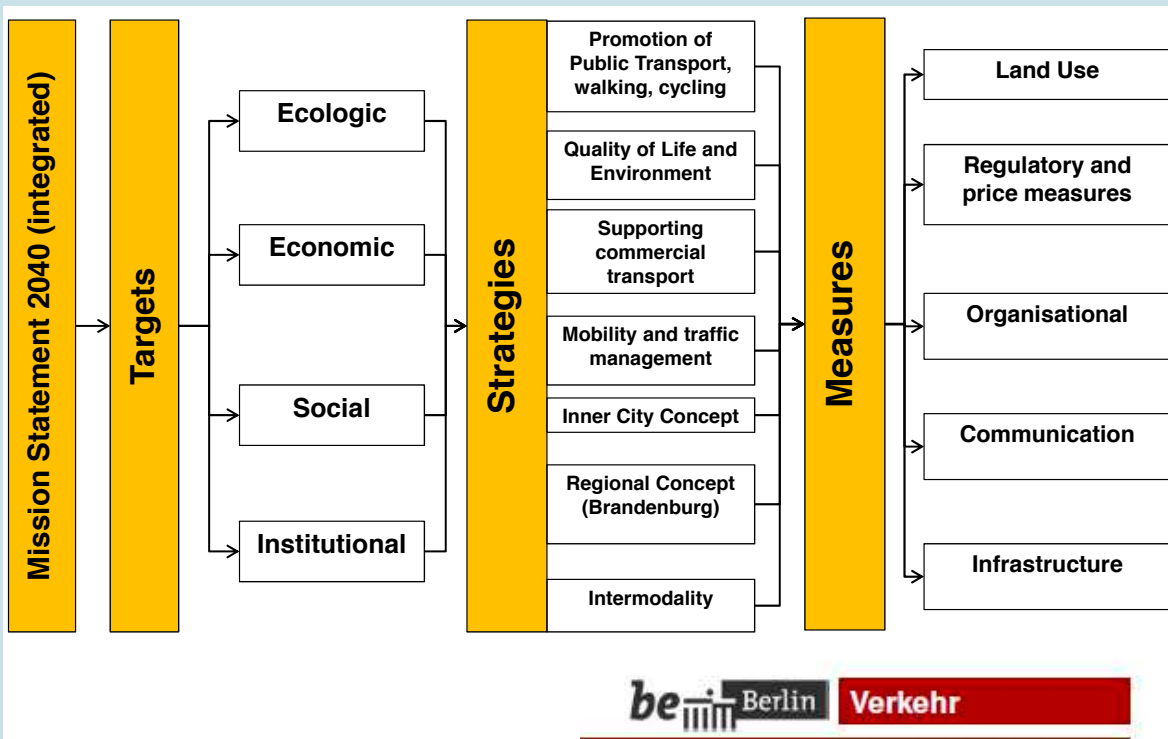 Mission Statement 2040 (integrated)
Targets
Ecologic
Economic
Social
Institutional
Strategies
Promotion of
Public Transport,
walking, cycling
Quality of Life and
Environment
Supporting
commercial
transport
Mobility and traffic
management
Inner City Concept
Regional Concept
(Brandenburg)
Intermodality
Measures
Land Use
Regulatory and
price measures
Organisational
Communication
Infrastructure
be Berlin Verkehr